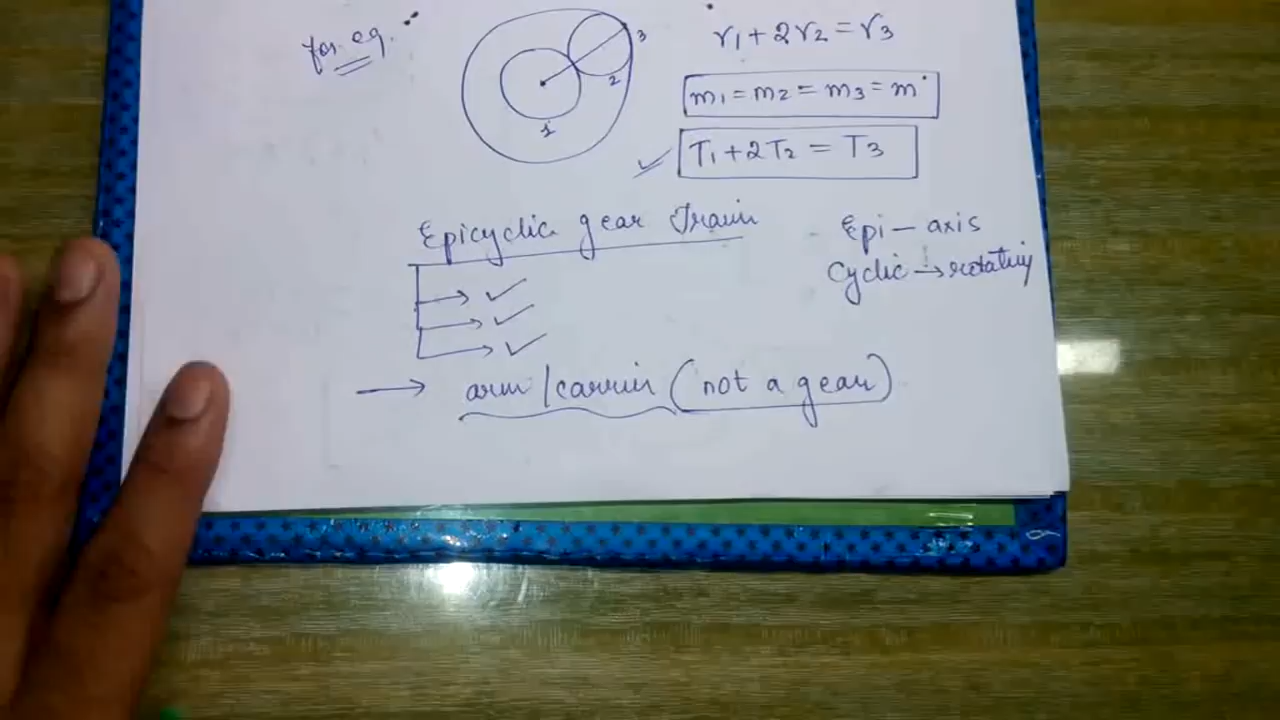 for eg.
3
2
1
r1 + 2r2 = r3
m1 = m2 = m3 = m
T1 + 2T2 = T3
Epicyclic gear Train
Epi — axis
Cyclic → rotating
→ arm / carrier (not a gear)